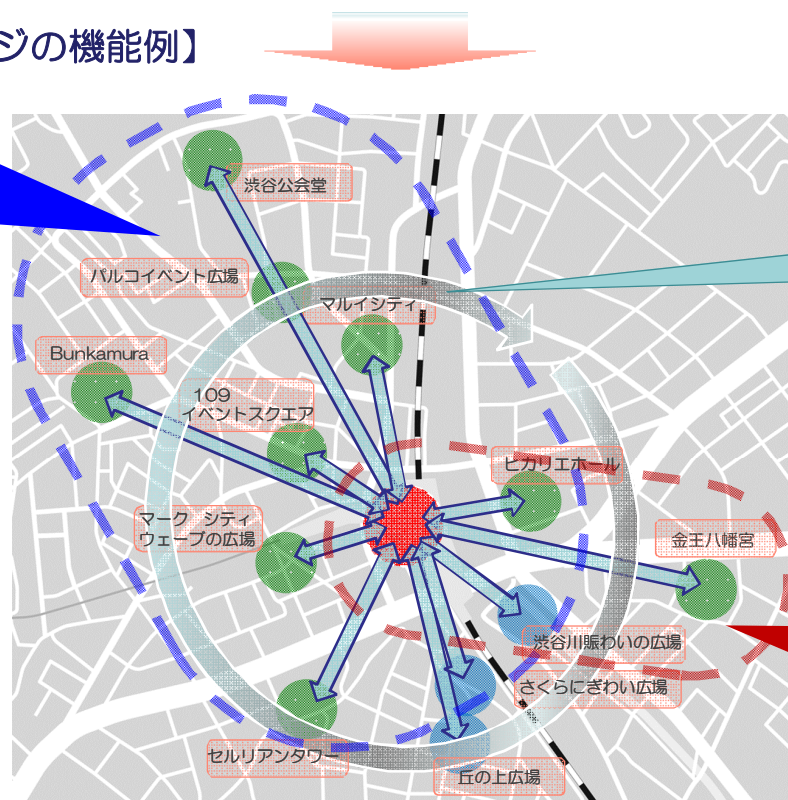 ジの機能例】
渋谷公会堂
パルコイベント広場
マルイシティ
Bunkamura
109
イベントスクエア
ヒカリエホール
マーク　シティ
ウェーブの広場
金王八幡宮
渋谷川賑わいの広場
さくらにぎわい広場
セルリアンタワー
丘の上広場